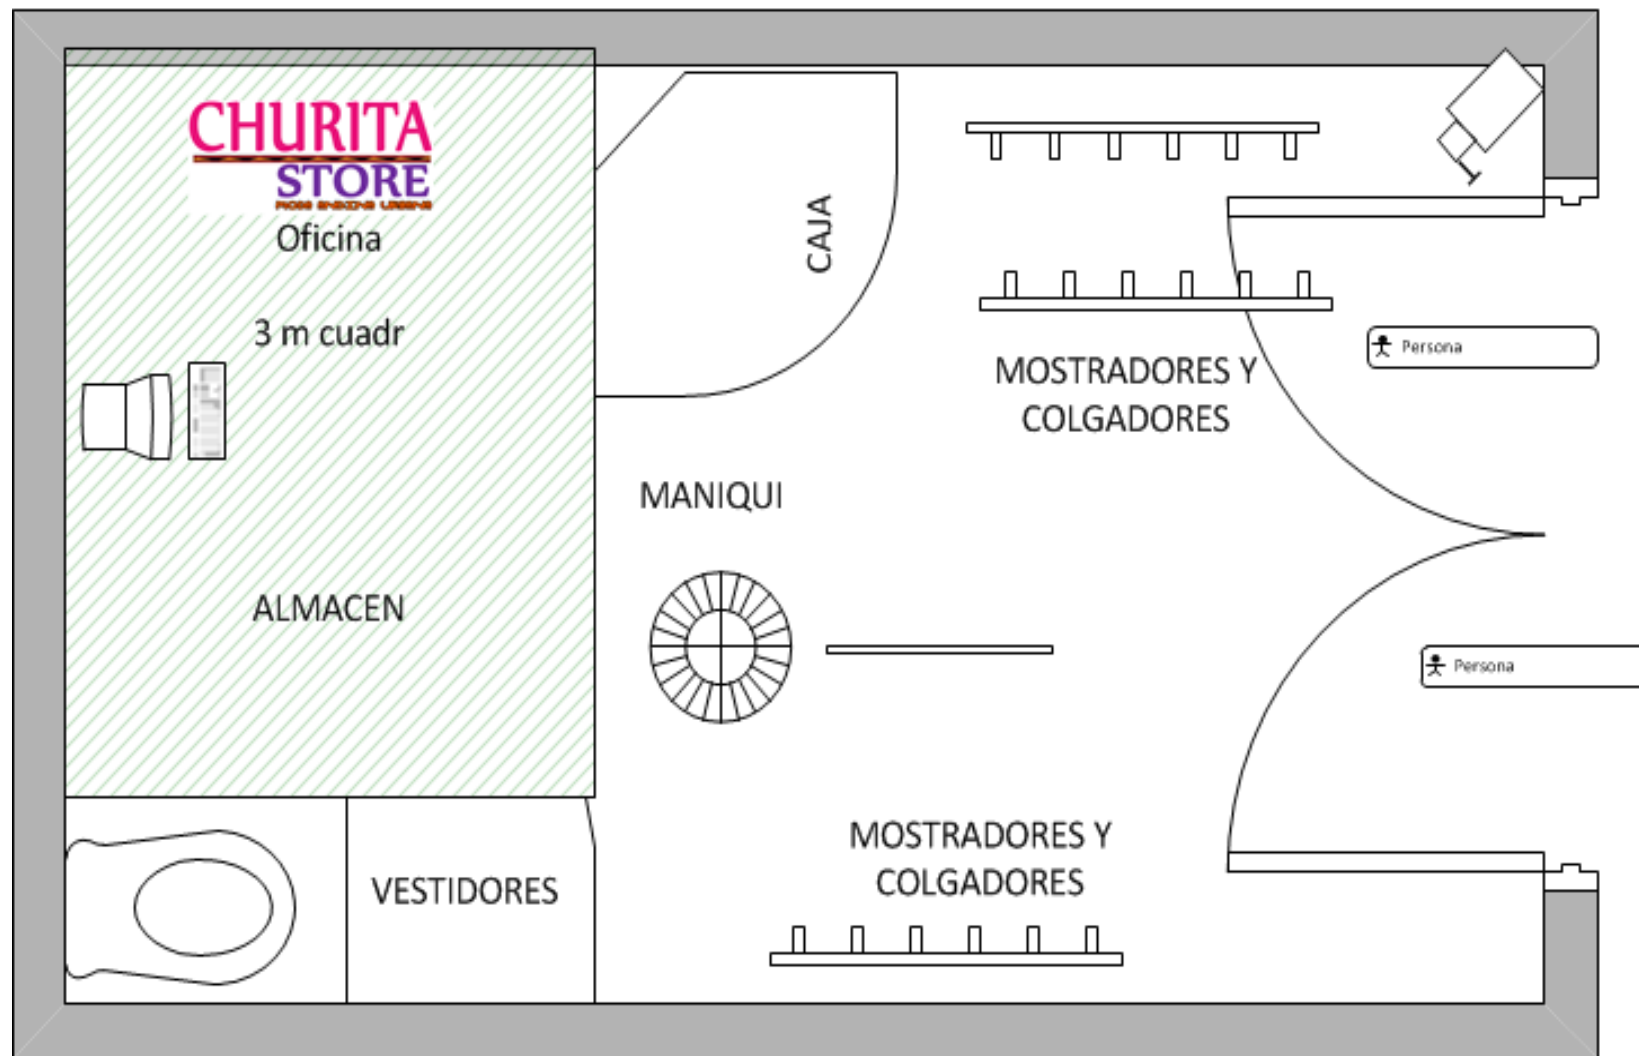 CHURITA
STORE
Oficina
3 m cuadr
ALMACEN
VESTIDORES
CAJA
MANIQUI
MOSTRADORES Y
COLGADORES
Persona
Persona
MOSTRADORES Y
COLGADORES